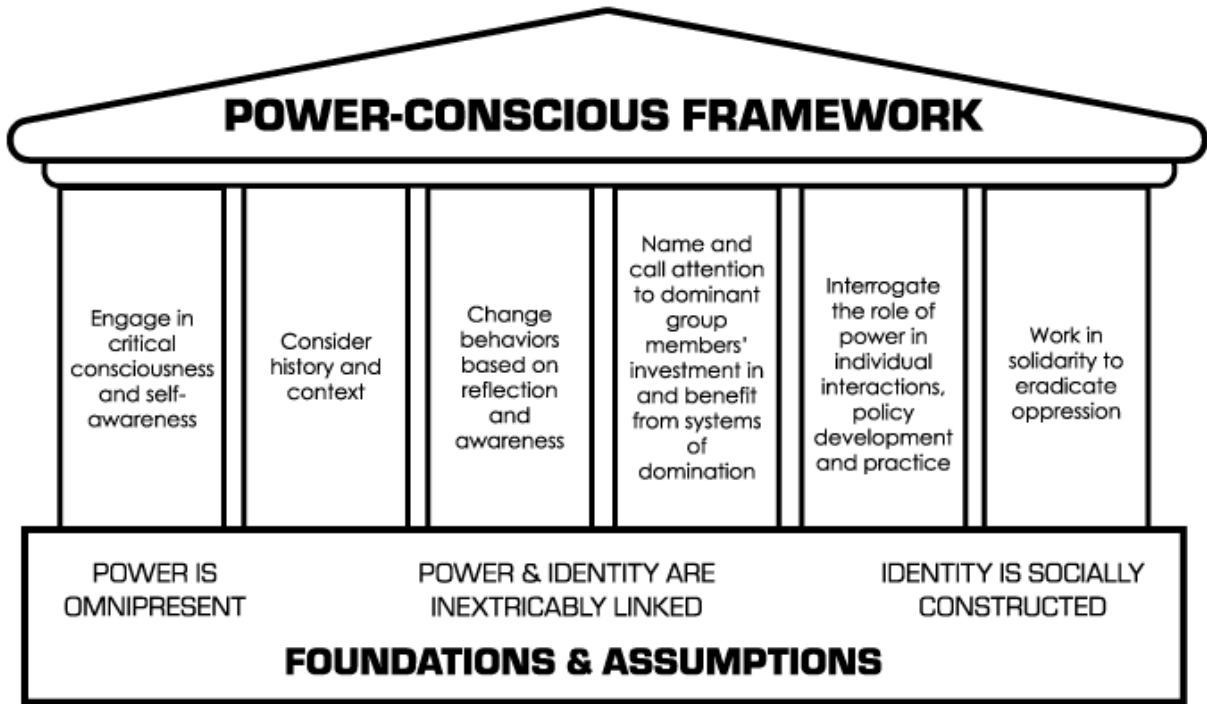 POWER-CONSCIOUS FRAMEWORK
Engage in
critical
consciousness
and self-
awareness
Consider
history and
context
Change
behaviors
based on
reflection
and
awareness
Name and
call attention
to dominant
group
members'
investment in
and benefit
from systems
of
domination
Interrogate
the role of
power in
individual
interactions,
policy
development
and practice
Work in
solidarity to
eradicate
oppression
POWER IS
OMNIPRESENT
POWER & IDENTITY ARE
INEXTRICABLY LINKED
IDENTITY IS SOCIALLY
CONSTRUCTED
FOUNDATIONS & ASSUMPTIONS